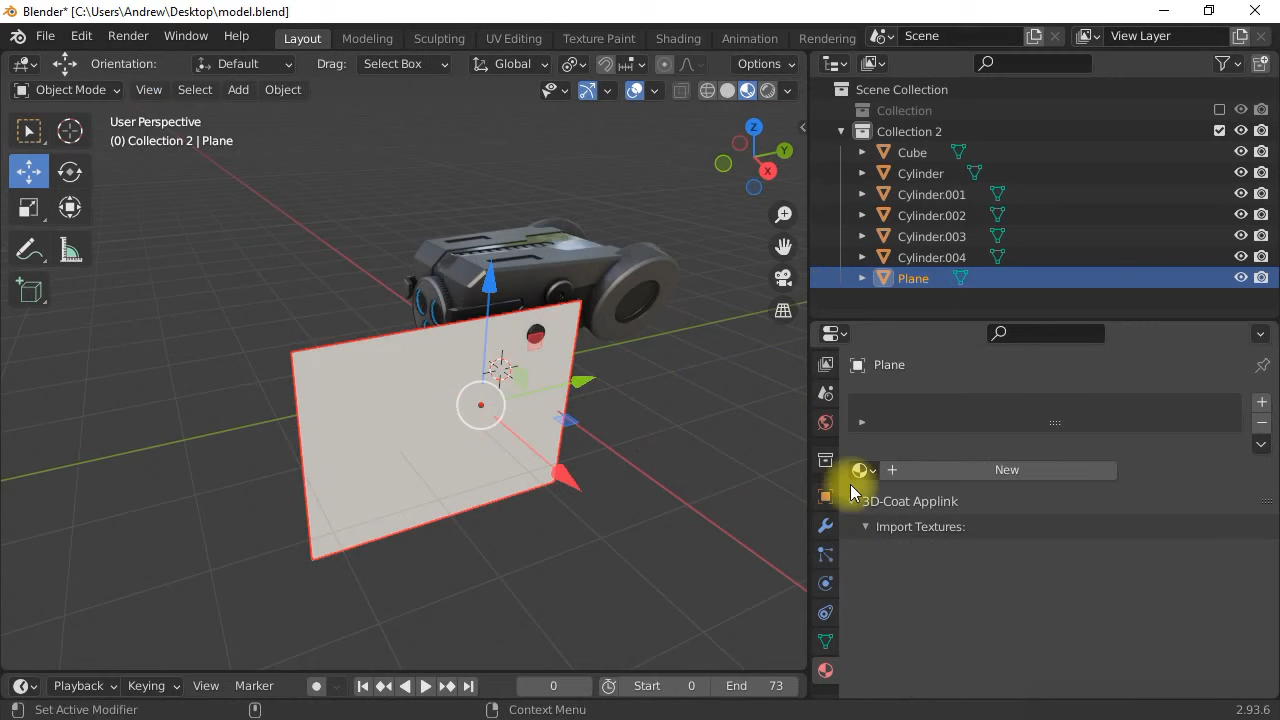 Blender* [C:\Users\Andrew\Desktop\model.blend]
File Edit Render Window Help Layout Modeling Sculpting UV Editing Texture Paint Shading Animation Rendering Scene View Layer
Orientation: Default Drag: Select Box Global Options
Object Mode View Select Add Object
User Perspective
(0) Collection 2 | Plane
Z
Y
X
Scene Collection
Collection
Collection 2
Cube
Cylinder
Cylinder.001
Cylinder.002
Cylinder.003
Cylinder.004
Plane
Plane
New
3D-Coat Applink
Import Textures:
Playback Keying View Marker 0 Start 0 End 73
Set Active Modifier Context Menu 2.93.6